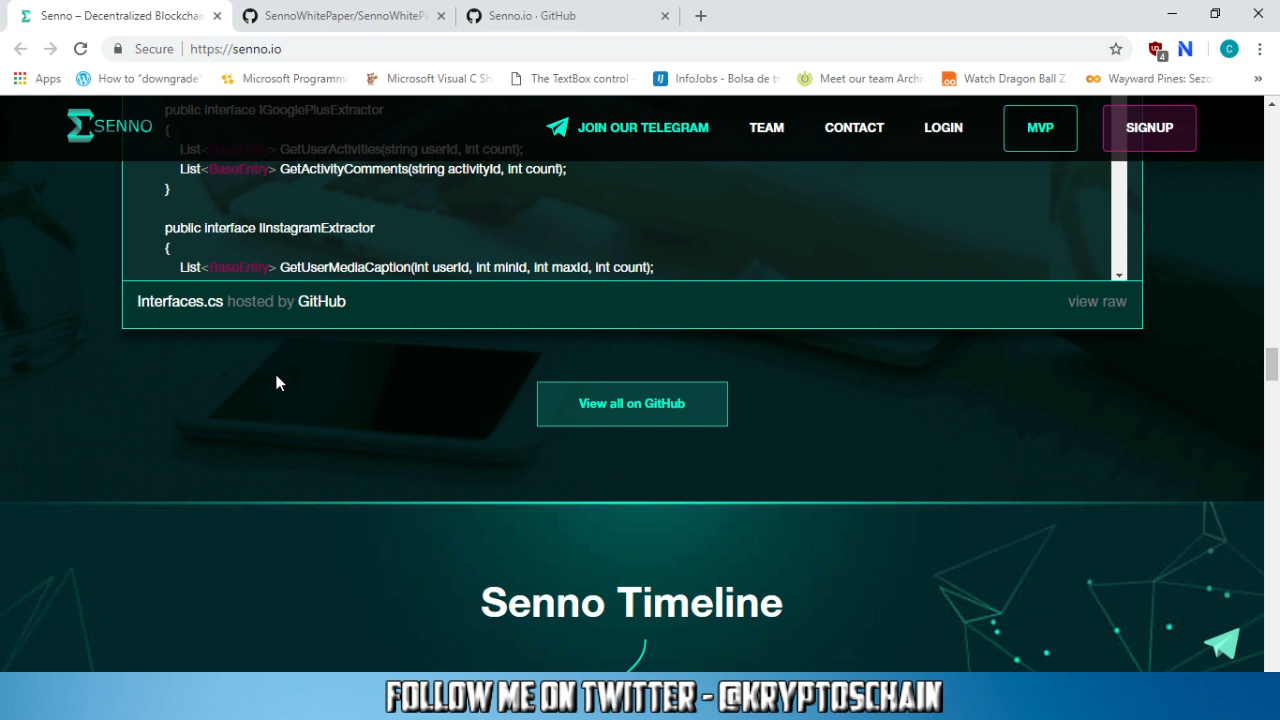 Senno – Decentralized Blockchain
SennoWhitePaper/SennoWhitePa
Senno.io · GitHub
Secure
https://senno.io
4
N
C
Apps
How to "downgrade"
Microsoft Programmi
Microsoft Visual C Sh
The TextBox control -
InfoJobs - Bolsa de tr
Meet our team Archi
Watch Dragon Ball Z
Wayward Pines: Sezo
SENNO
JOIN OUR TELEGRAM
TEAM
CONTACT
LOGIN
MVP
SIGNUP
public interface IGooglePlusExtractor
{
List<BaseEntry> GetUserActivities(string userId, int count);
List<BaseEntry> GetActivityComments(string activityId, int count);
}
public interface IInstagramExtractor
{
List<BaseEntry> GetUserMediaCaption(int userId, int minId, int maxId, int count);
Interfaces.cs hosted by GitHub
view raw
View all on GitHub
Senno Timeline
FOLLOW ME ON TWITTER - @KRYPTOSCHAIN